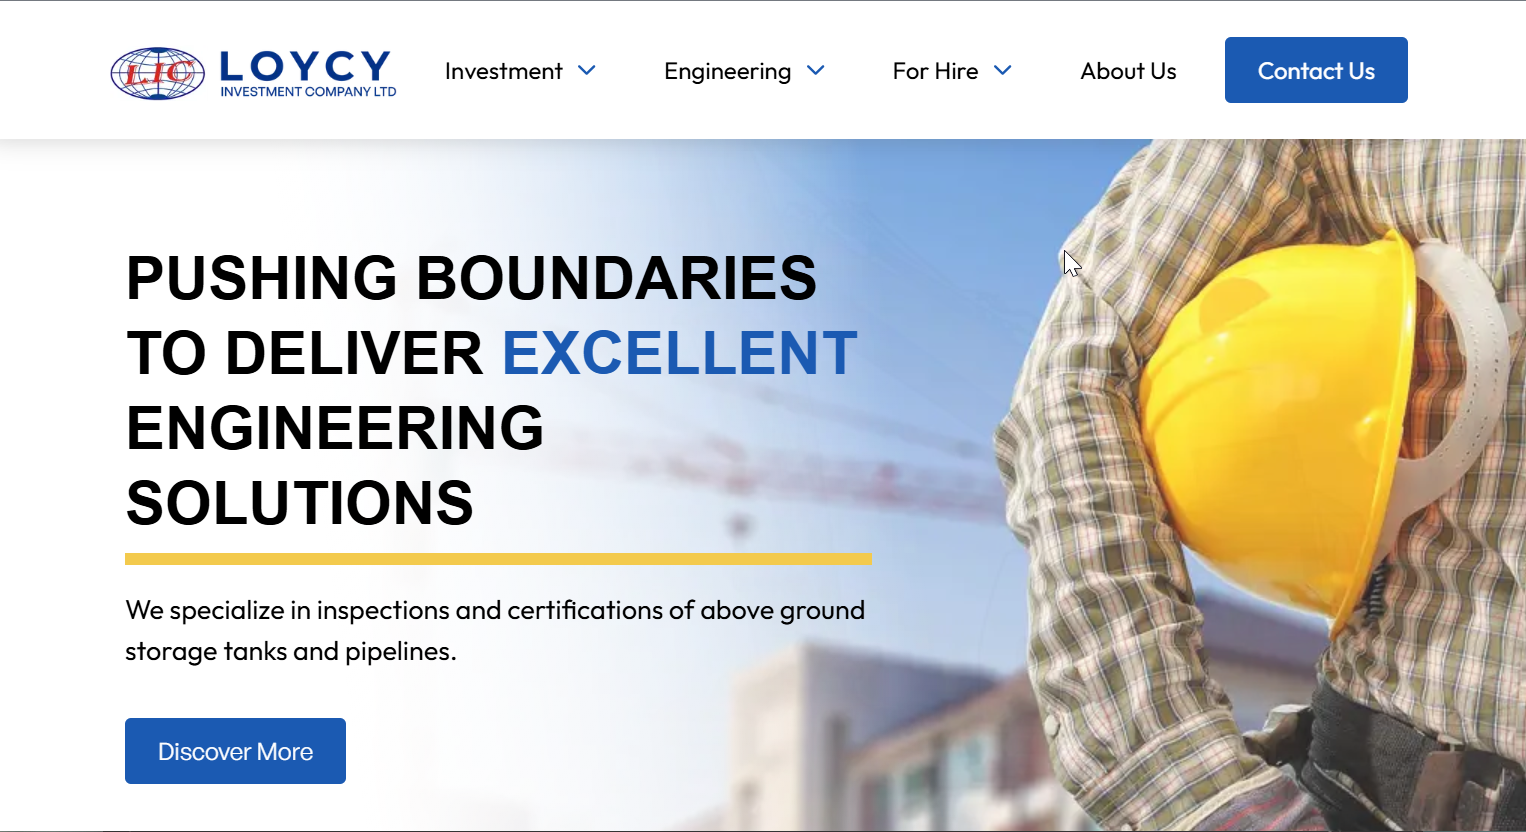 LIC
LOYCY
INVESTMENT COMPANY LTD
Investment
Engineering
For Hire
About Us
Contact Us
PUSHING BOUNDARIES
TO DELIVER EXCELLENT
ENGINEERING
SOLUTIONS
We specialize in inspections and certifications of above ground
storage tanks and pipelines.
Discover More